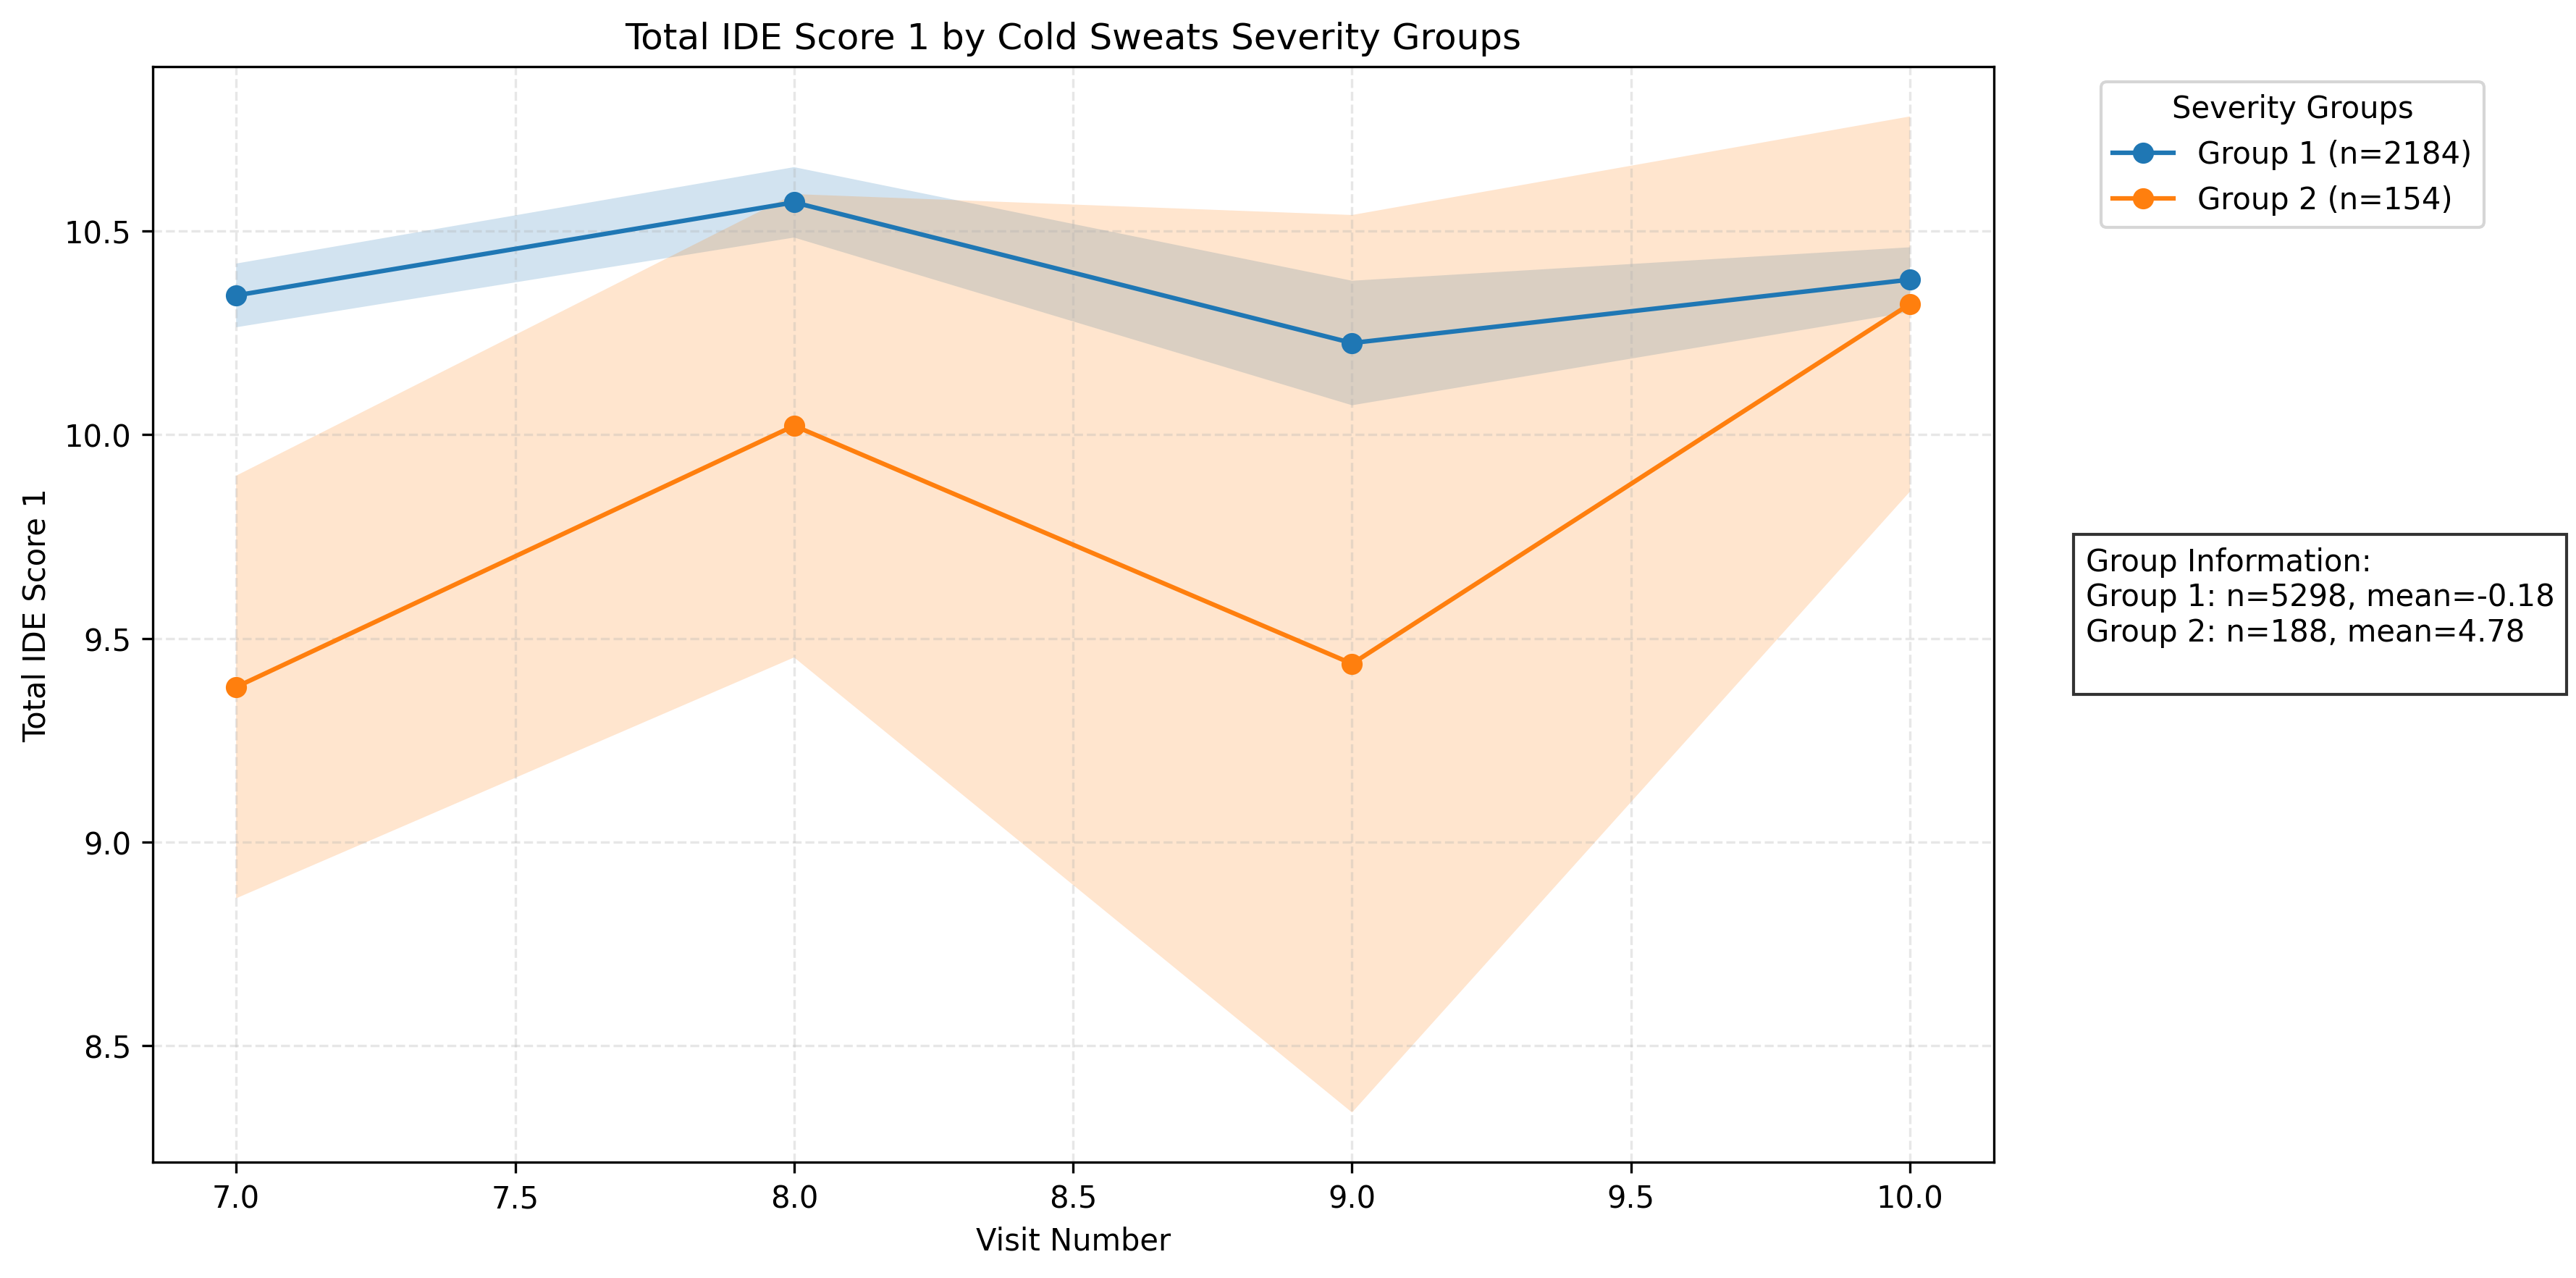 Total IDE Score 1 by Cold Sweats Severity Groups
Severity Groups
Group 1 (n=2184)
Group 2 (n=154)
10.5
10.0
9.5
9.0
8.5
Total IDE Score 1
Group Information:
Group 1: n=5298, mean=-0.18
Group 2: n=188, mean=4.78
7.0 7.5 8.0 8.5 9.0 9.5 10.0
Visit Number